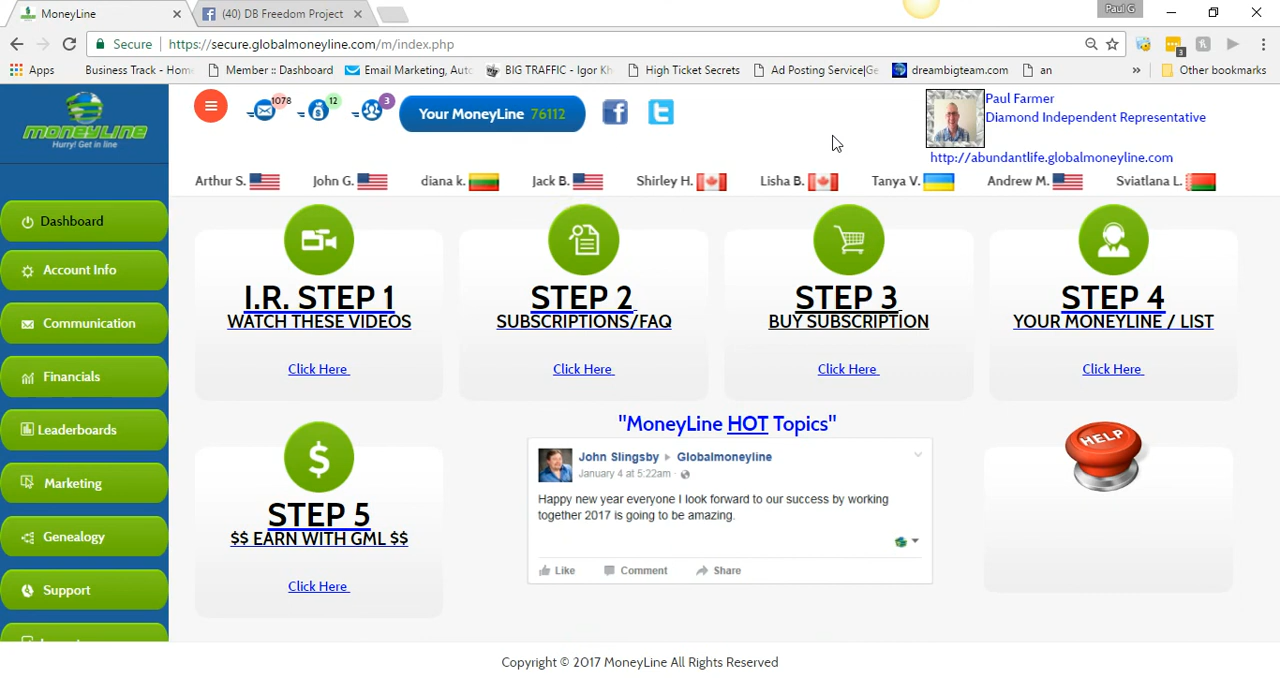 MoneyLine
(40) DB Freedom Project
Paul G
Secure
https://secure.globalmoneyline.com/m/index.php
Apps
Business Track - Home
Member :: Dashboard
Email Marketing, Auto
BIG TRAFFIC - Igor Kh
High Ticket Secrets
Ad Posting Service|Ge
dreambigteam.com
an
»
Other bookmarks
3
MONEYLINE
Hurry! Get in line
1078
12
3
Your MoneyLine 76112
Paul Farmer
Diamond Independent Representative
http://abundantlife.globalmoneyline.com
Arthur S.
John G.
diana k.
Jack B.
Shirley H.
Lisha B.
Tanya V.
Andrew M.
Sviatlana L.
Dashboard
Account Info
Communication
Financials
Leaderboards
Marketing
Genealogy
Support
I.R. STEP 1
WATCH THESE VIDEOS
Click Here
STEP 2
SUBSCRIPTIONS/FAQ
Click Here
STEP 3
BUY SUBSCRIPTION
Click Here
STEP 4
YOUR MONEYLINE / LIST
Click Here
$
STEP 5
$$ EARN WITH GML $$
Click Here
"MoneyLine HOT Topics"
John Slingsby Globalmoneyline
January 4 at 5:22am
Happy new year everyone I look forward to our success by working
together 2017 is going to be amazing.
Like Comment Share
HELP
Copyright © 2017 MoneyLine All Rights Reserved